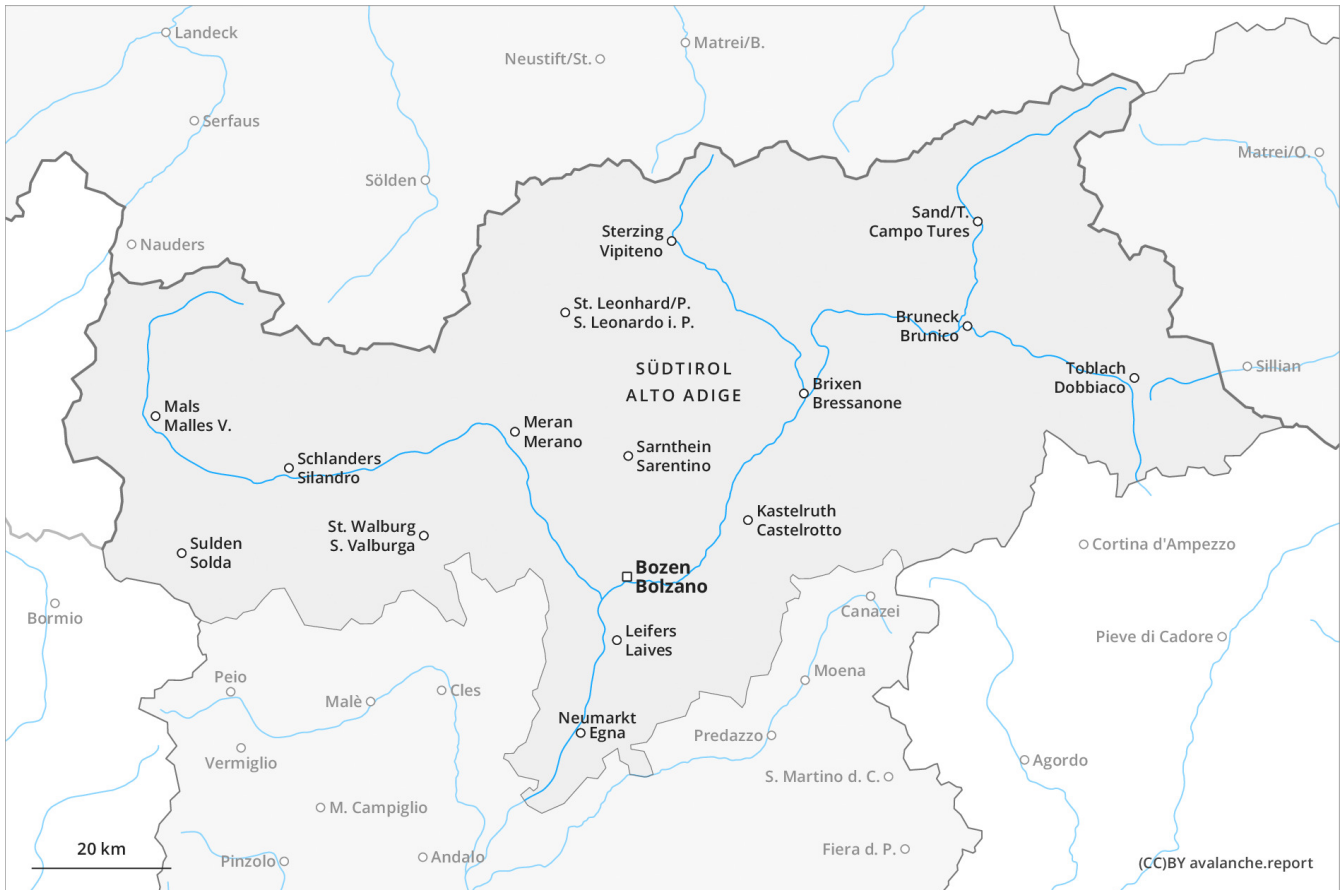 Landeck
Matrei/B.
Neustift/St.
Serfaus
Matrei/O.
Sölden
Sand/T.
Campo Tures
Sterzing
Vipiteno
Nauders
St. Leonhard/P.
S. Leonardo i. P.
Bruneck
Brunico
SÜDTIROL
ALTO ADIGE
Toblach
Dobbiaco
Sillian
Brixen
Bressanone
Mals
Malles V.
Meran
Merano
Sarnthein
Sarentino
Schlanders
Silandro
Kastelruth
Castelrotto
St. Walburg
S. Valburga
Sulden
Solda
Cortina d'Ampezzo
Bozen
Bolzano
Bormio
Canazei
Leifers
Laives
Pieve di Cadore
Peio
Moena
Malè
Cles
Neumarkt
Egna
Predazzo
Vermiglio
Agordo
S. Martino d. C.
M. Campiglio
20 km
Pinzolo
Andalo
Fiera d. P.
(CC)BY avalanche.report